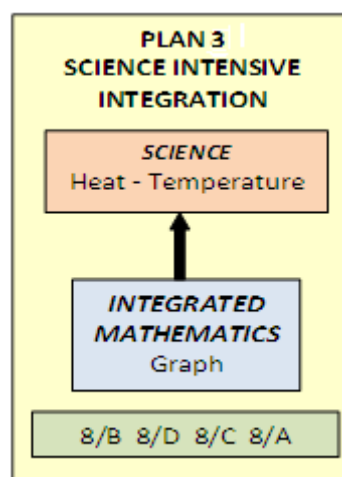 PLAN 3
SCIENCE INTENSIVE
INTEGRATION
SCIENCE
Heat - Temperature
INTEGRATED
MATHEMATICS
Graph
8/B 8/D 8/C 8/A